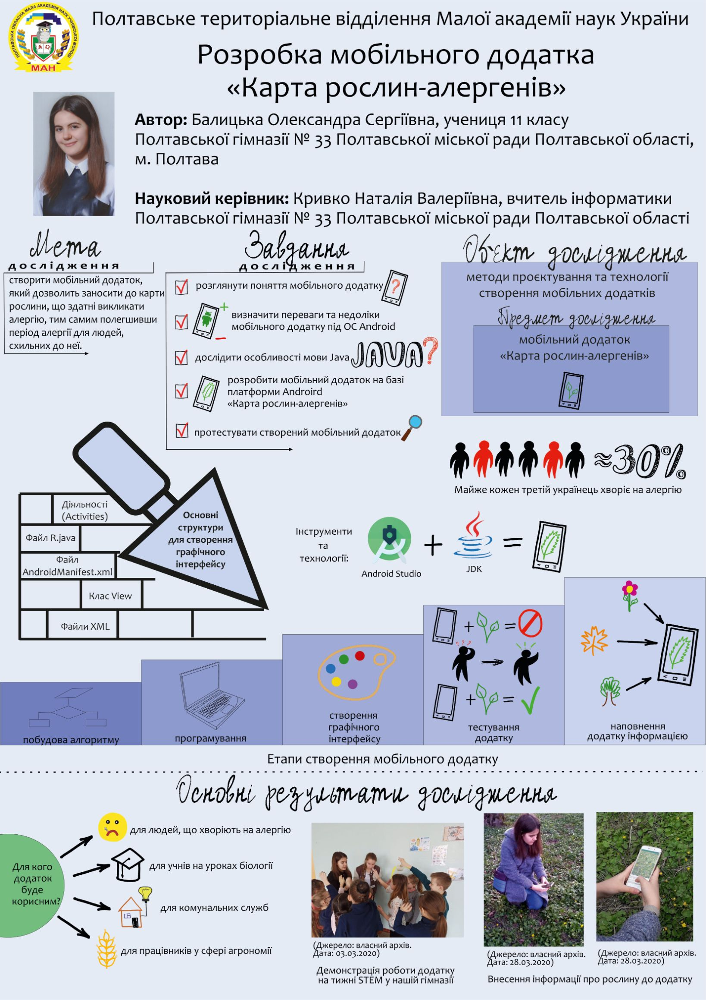 ПОЛТАВСЬКА ОБЛАСНА МАЛА АКАДЕМІЯ НАУК УЧНІВСЬКОЇ МОЛОДІ
МАН
Полтавське територіальне відділення Малої академії наук України
Розробка мобільного додатка
«Карта рослин-алергенів»
Автор: Балицька Олександра Сергіївна, учениця 11 класу
Полтавської гімназії № 33 Полтавської міської ради Полтавської області,
м. Полтава
Науковий керівник: Кривко Наталія Валеріївна, вчитель інформатики
Полтавської гімназії № 33 Полтавської міської ради Полтавської області
Мета
дослідження
створити мобільний додаток,
який дозволить заносити до карти
рослини, що здатні викликати
алергію, тим самим полегшивши
період алергії для людей,
схильних до неї.
Завдання
дослідження
розглянути поняття мобільного додатку
?
визначити переваги та недоліки
мобільного додатку під ОС Android
дослідити особливості мови Java
JAVA?
розробити мобільний додаток на базі
платформи Androird
«Карта рослин-алергенів»
протестувати створений мобільний додаток
Об'єкт дослідження
методи проєктування та технології
створення мобільних додатків
Предмет дослідження
мобільний додаток
«Карта рослин-алергенів»
≈30%
Майже кожен третій українець хворіє на алергію
Діяльності
(Activities)
Файл R.java
Файл
AndroidManifest.xml
Клас View
Файли XML
Основні
структури
для створення
графічного
інтерфейсу
Інструменти
та
технології:
Android Studio
+
JDK
=
побудова алгоритму
програмування
створення
графічного
інтерфейсу
+ =
? ? ?
+ =
тестування
додатку
наповнення
додатку інформацією
Етапи створення мобільного додатку
Основні результати дослідження
Для кого
додаток
буде
корисним?
для людей, що хворіють на алергію
для учнів на уроках біології
для комунальних служб
для працівників у сфері агрономії
(Джерело: власний архів.
Дата: 03.03.2020)
Демонстрація роботи додатку
на тижні STEM у нашій гімназії
(Джерело: власний архів.
Дата: 28.03.2020)
(Джерело: власний архів.
Дата: 28.03.2020)
Внесення інформації про рослину до додатку